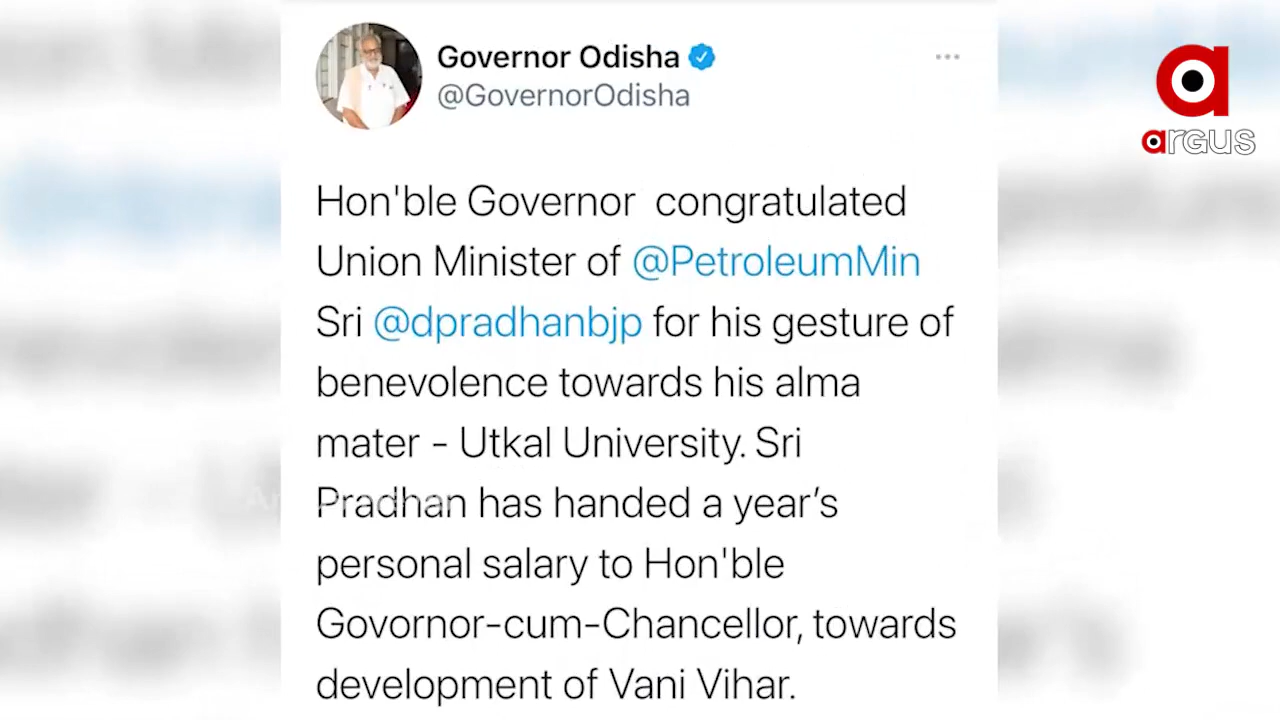 Governor Odisha
@GovernorOdisha
Hon'ble Governor congratulated
Union Minister of @PetroleumMin
Sri @dpradhanbjp for his gesture of
benevolence towards his alma
mater - Utkal University. Sri
Pradhan has handed a year's
personal salary to Hon'ble
Govornor-cum-Chancellor, towards
development of Vani Vihar.
a
argus